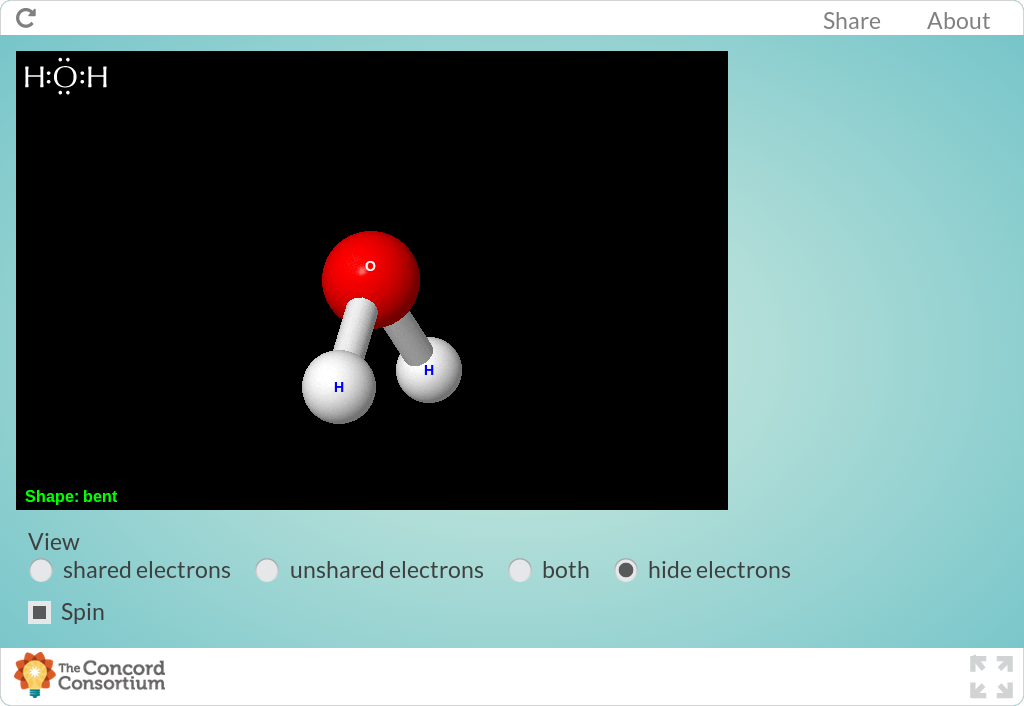 Share About
H:Ö:H
O
H H
Shape: bent
View
shared electrons unshared electrons both hide electrons
Spin
The Concord
Consortium